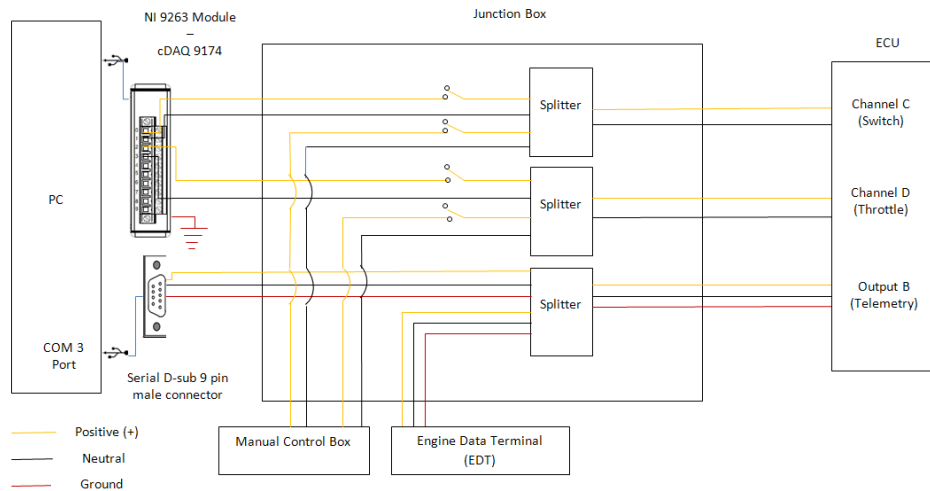 NI 9263 Module
–
cDAQ 9174
Junction Box
ECU
PC
COM 3
Port
Serial D-sub 9 pin
male connector
Splitter
Splitter
Splitter
Channel C
(Switch)
Channel D
(Throttle)
Output B
(Telemetry)
Manual Control Box
Engine Data Terminal
(EDT)
Positive (+)
Neutral
Ground